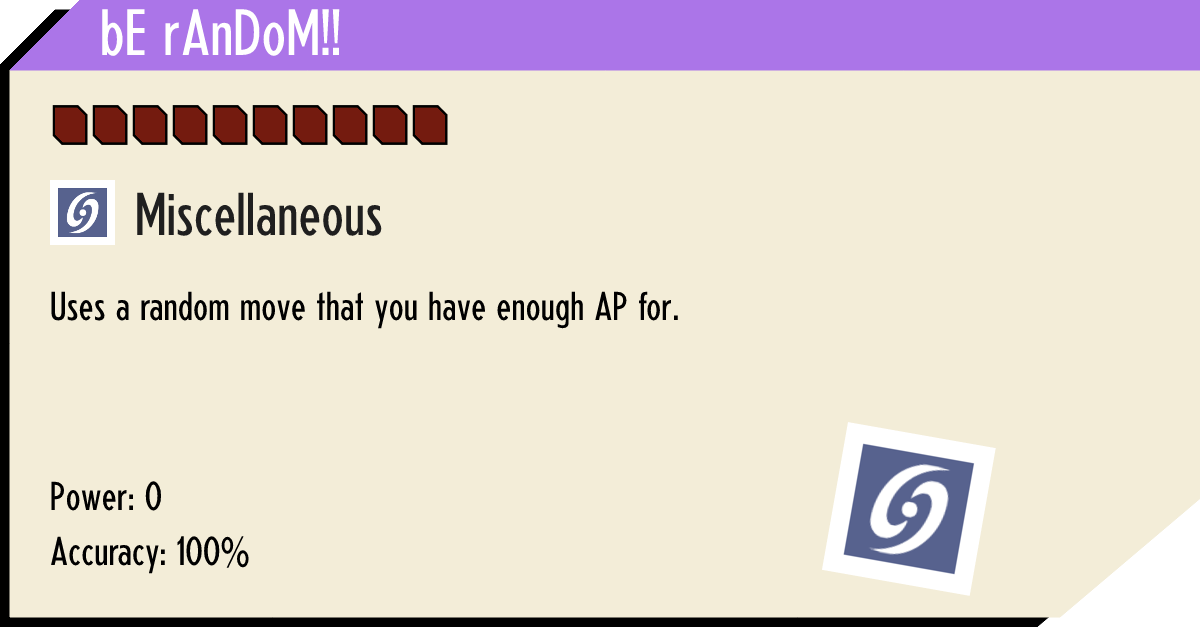 bE rAnDoM!!
Miscellaneous
Uses a random move that you have enough AP for.
Power: 0
Accuracy: 100%